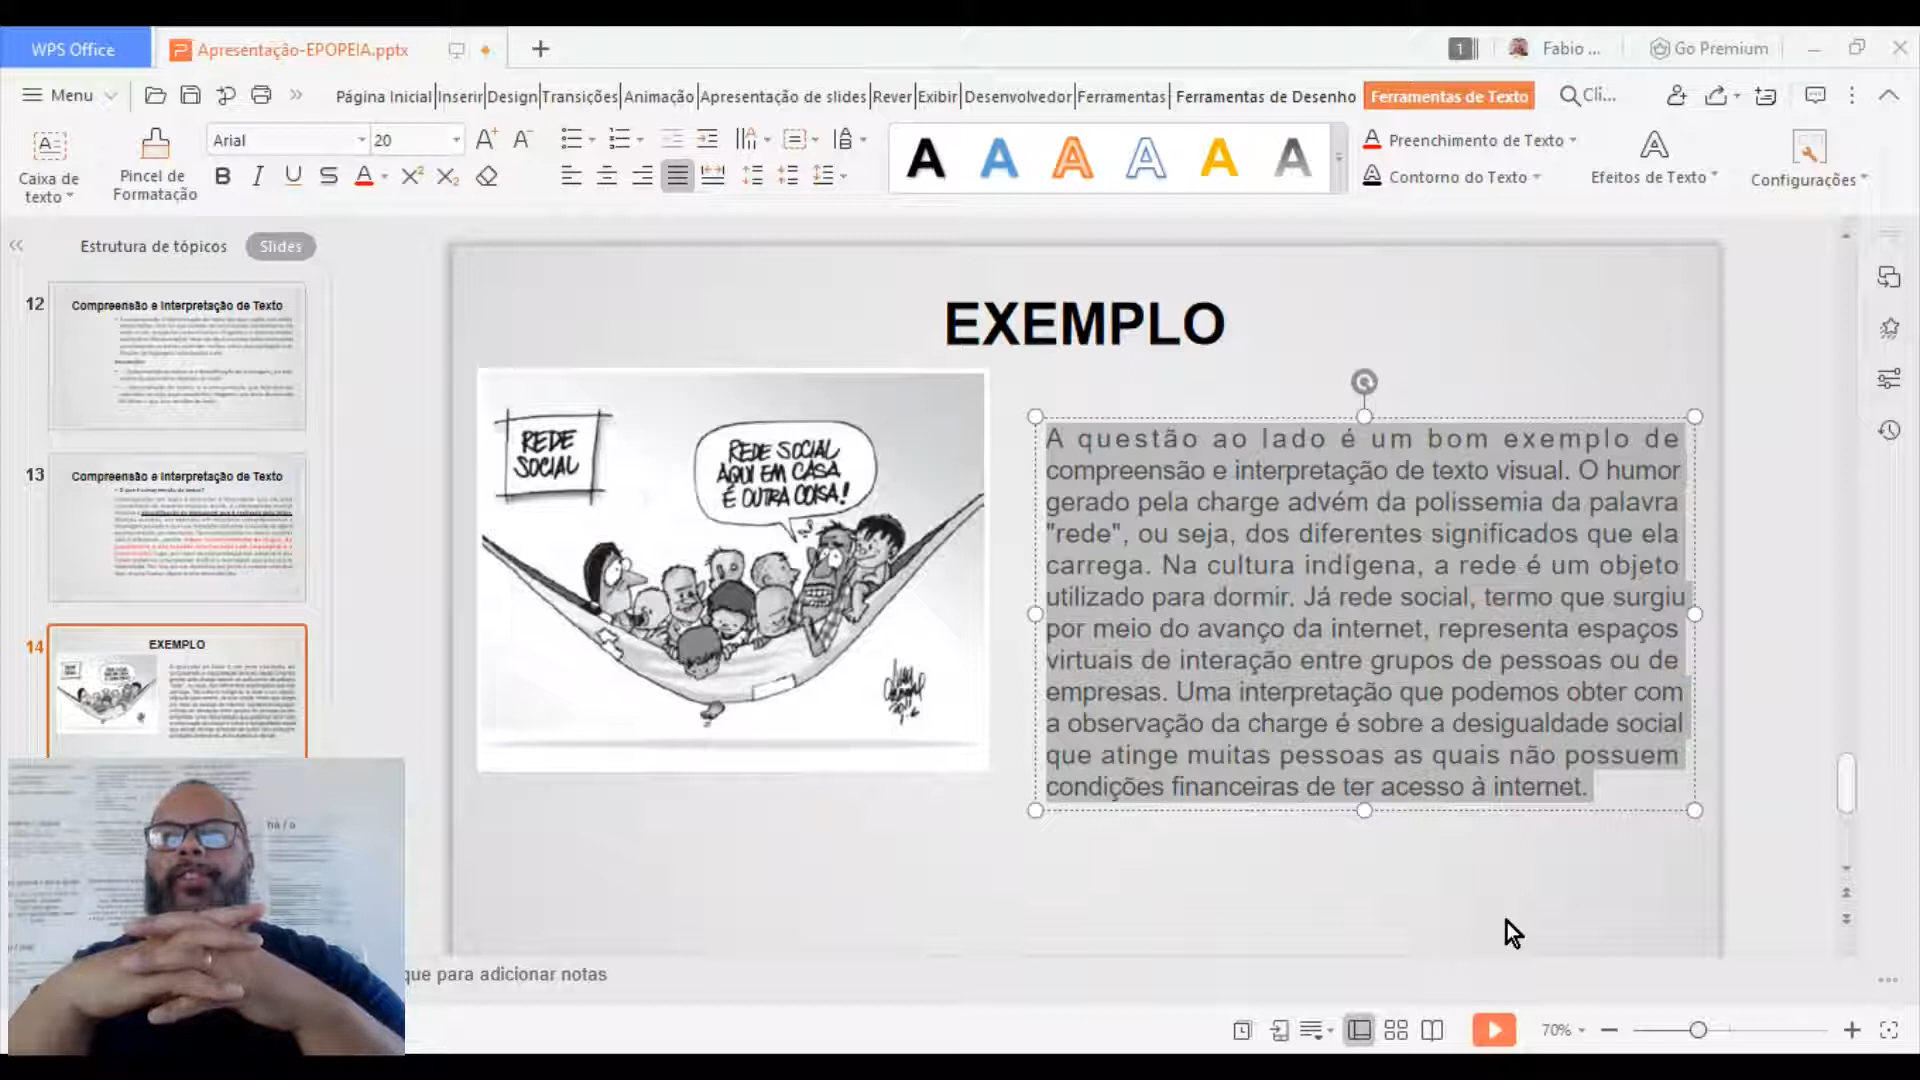 WPS Office
Apresentação-EPOPEIA.pptx
1
Fabio ...
Go Premium
Menu
Página Inicial
Inserir
Design
Transições
Animação
Apresentação de slides
Rever
Exibir
Desenvolvedor
Ferramentas
Ferramentas de Desenho
Ferramentas de Texto
Cli...
Caixa de
texto
Pincel de
Formatação
Arial
20
Preenchimento de Texto
Contorno do Texto
Efeitos de Texto
Configurações
Estrutura de tópicos
Slides
12
Compreensão e Interpretação de Texto
13
Compreensão e Interpretação de Texto
14
EXEMPLO
EXEMPLO
REDE
SOCIAL
REDE SOCIAL
AQUI EM CASA
É OUTRA COISA!
A questão ao lado é um bom exemplo de
compreensão e interpretação de texto visual. O humor
gerado pela charge advém da polissemia da palavra
"rede", ou seja, dos diferentes significados que ela
carrega. Na cultura indígena, a rede é um objeto
utilizado para dormir. Já rede social, termo que surgiu
por meio do avanço da internet, representa espaços
virtuais de interação entre grupos de pessoas ou de
empresas. Uma interpretação que podemos obter com
a observação da charge é sobre a desigualdade social
que atinge muitas pessoas as quais não possuem
condições financeiras de ter acesso à internet.
que para adicionar notas
70%